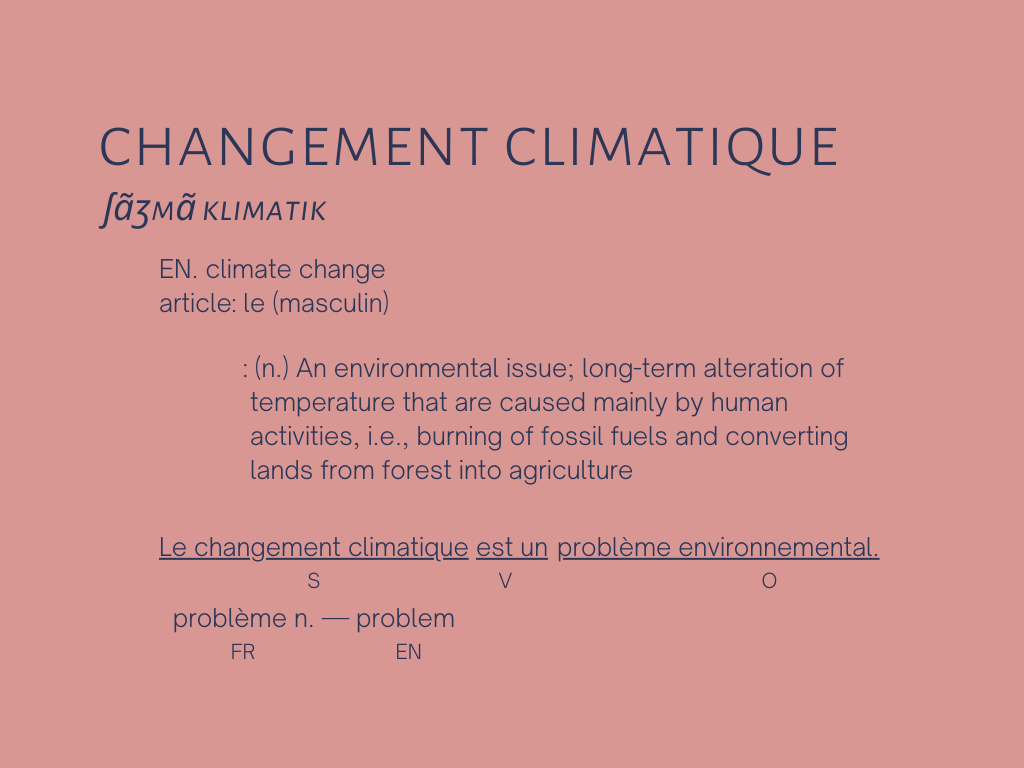 CHANGEMENT CLIMATIQUE
ʃãʒmã KLIMATIK
EN. climate change
article: le (masculin)
: (n.) An environmental issue; long-term alteration of
temperature that are caused mainly by human
activities, i.e., burning of fossil fuels and converting
lands from forest into agriculture
Le changement climatique est un problème environnemental.
S V O
problème n. — problem
FR EN